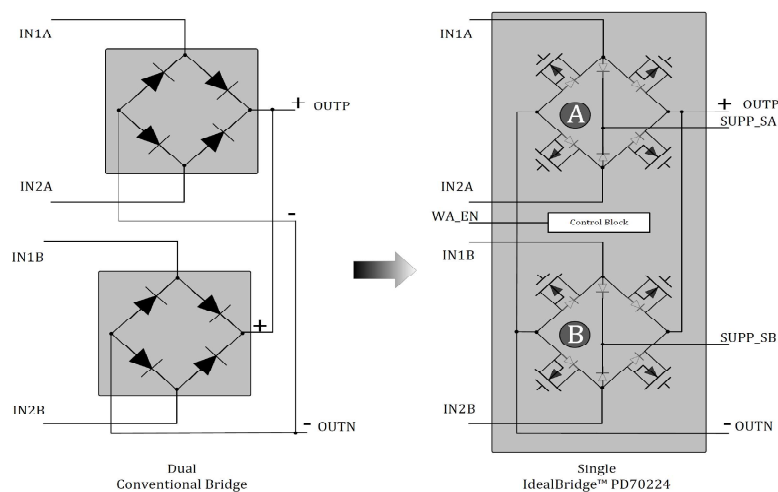 IN1A
+ OUTP
IN2A
-
IN1B
+
IN2B
- OUTN
Dual
Conventional Bridge
IN1A
A
+ OUTP
SUPP_SA
IN2A
WA_EN
Control Block
IN1B
B
SUPP_SB
IN2B
- OUTN
Single
IdealBridge™ PD70224